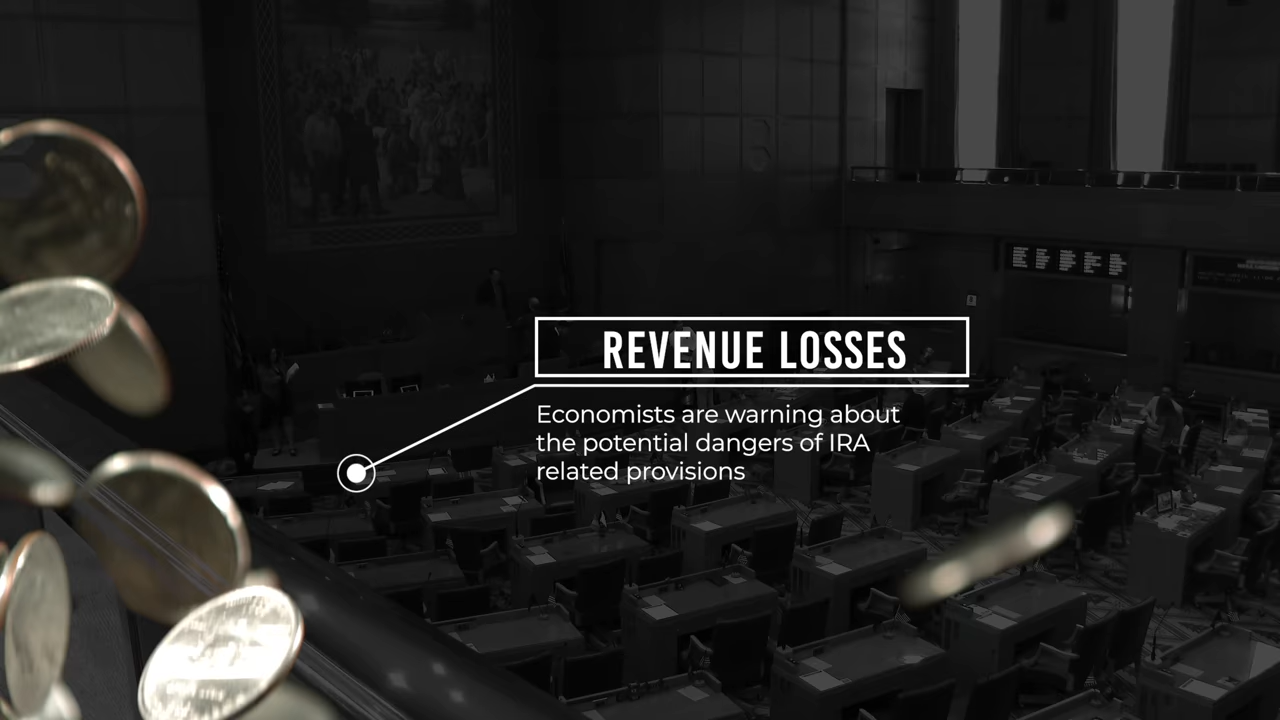 REVENUE LOSSES
Economists are warning about
the potential dangers of IRA
related provisions